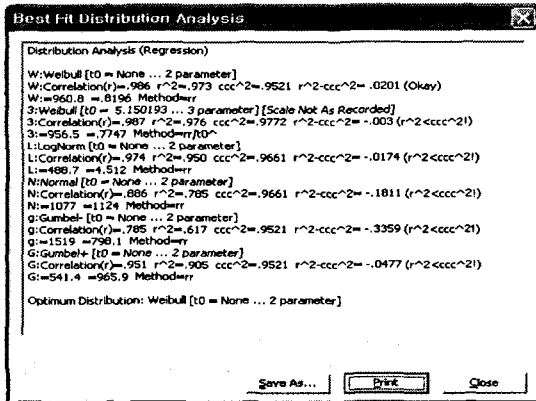 Best Fit Distribution Analysis
Distribution Analysis (Regression)
W:Weibull [t0 = None ... 2 parameter]
W:Correlation(r)=.986 r^2=.973 ccc^2=.9521 r^2-ccc^2= .0201 (Okay)
W:=960.8 =.8196 Method=rr
3:Weibull [t0 = 5.150193 ... 3 parameter] [Scale Not As Recorded]
3:Correlation(r)=.987 r^2=.976 ccc^2=.9772 r^2-ccc^2= -.003 (r^2<ccc^2!)
3:=956.5 =.7747 Method=rr/t0^
L:LogNorm [t0 = None ... 2 parameter]
L:Correlation(r)=.974 r^2=.950 ccc^2=.9661 r^2-ccc^2= -.0174 (r^2<ccc^2!)
L:=488.7 =4.512 Method=rr
N:Normal [t0 = None ... 2 parameter]
N:Correlation(r)=.886 r^2=.785 ccc^2=.9661 r^2-ccc^2= -.1811 (r^2<ccc^2!)
N:=1077 =1124 Method=rr
g:Gumbel- [t0 = None ... 2 parameter]
g:Correlation(r)=.785 r^2=.617 ccc^2=.9521 r^2-ccc^2= -.3359 (r^2<ccc^2!)
g:=1519 =798.1 Method=rr
G:Gumbel+ [t0 = None ... 2 parameter]
G:Correlation(r)=.951 r^2=.905 ccc^2=.9521 r^2-ccc^2= -.0477 (r^2<ccc^2!)
G:=541.4 =965.9 Method=rr
Optimum Distribution: Weibull [t0 = None ... 2 parameter]
Save As... Print Close